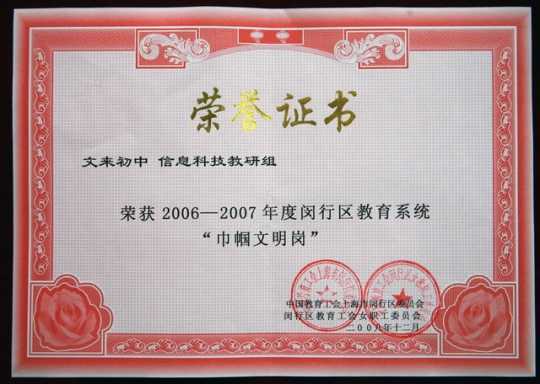 荣誉证书
文来初中 信息科技教研组
荣获 2006—2007 年度闵行区教育系统
“巾帼文明岗”
中国教育工会上海市闵行区委员会
闵行区教育工会女职工委员会
二00八年十二月